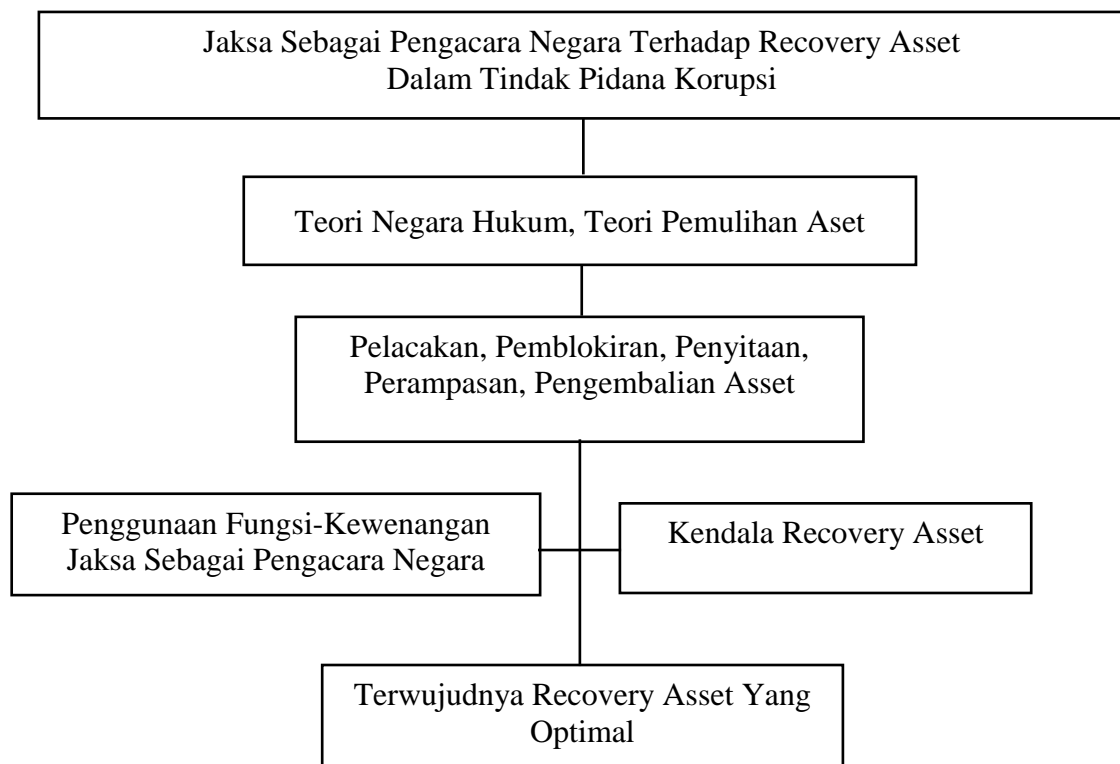 Jaksa Sebagai Pengacara Negara Terhadap Recovery Asset
Dalam Tindak Pidana Korupsi
Teori Negara Hukum, Teori Pemulihan Aset
Pelacakan, Pemblokiran, Penyitaan,
Perampasan, Pengembalian Asset
Penggunaan Fungsi-Kewenangan
Jaksa Sebagai Pengacara Negara
Kendala Recovery Asset
Terwujudnya Recovery Asset Yang
Optimal